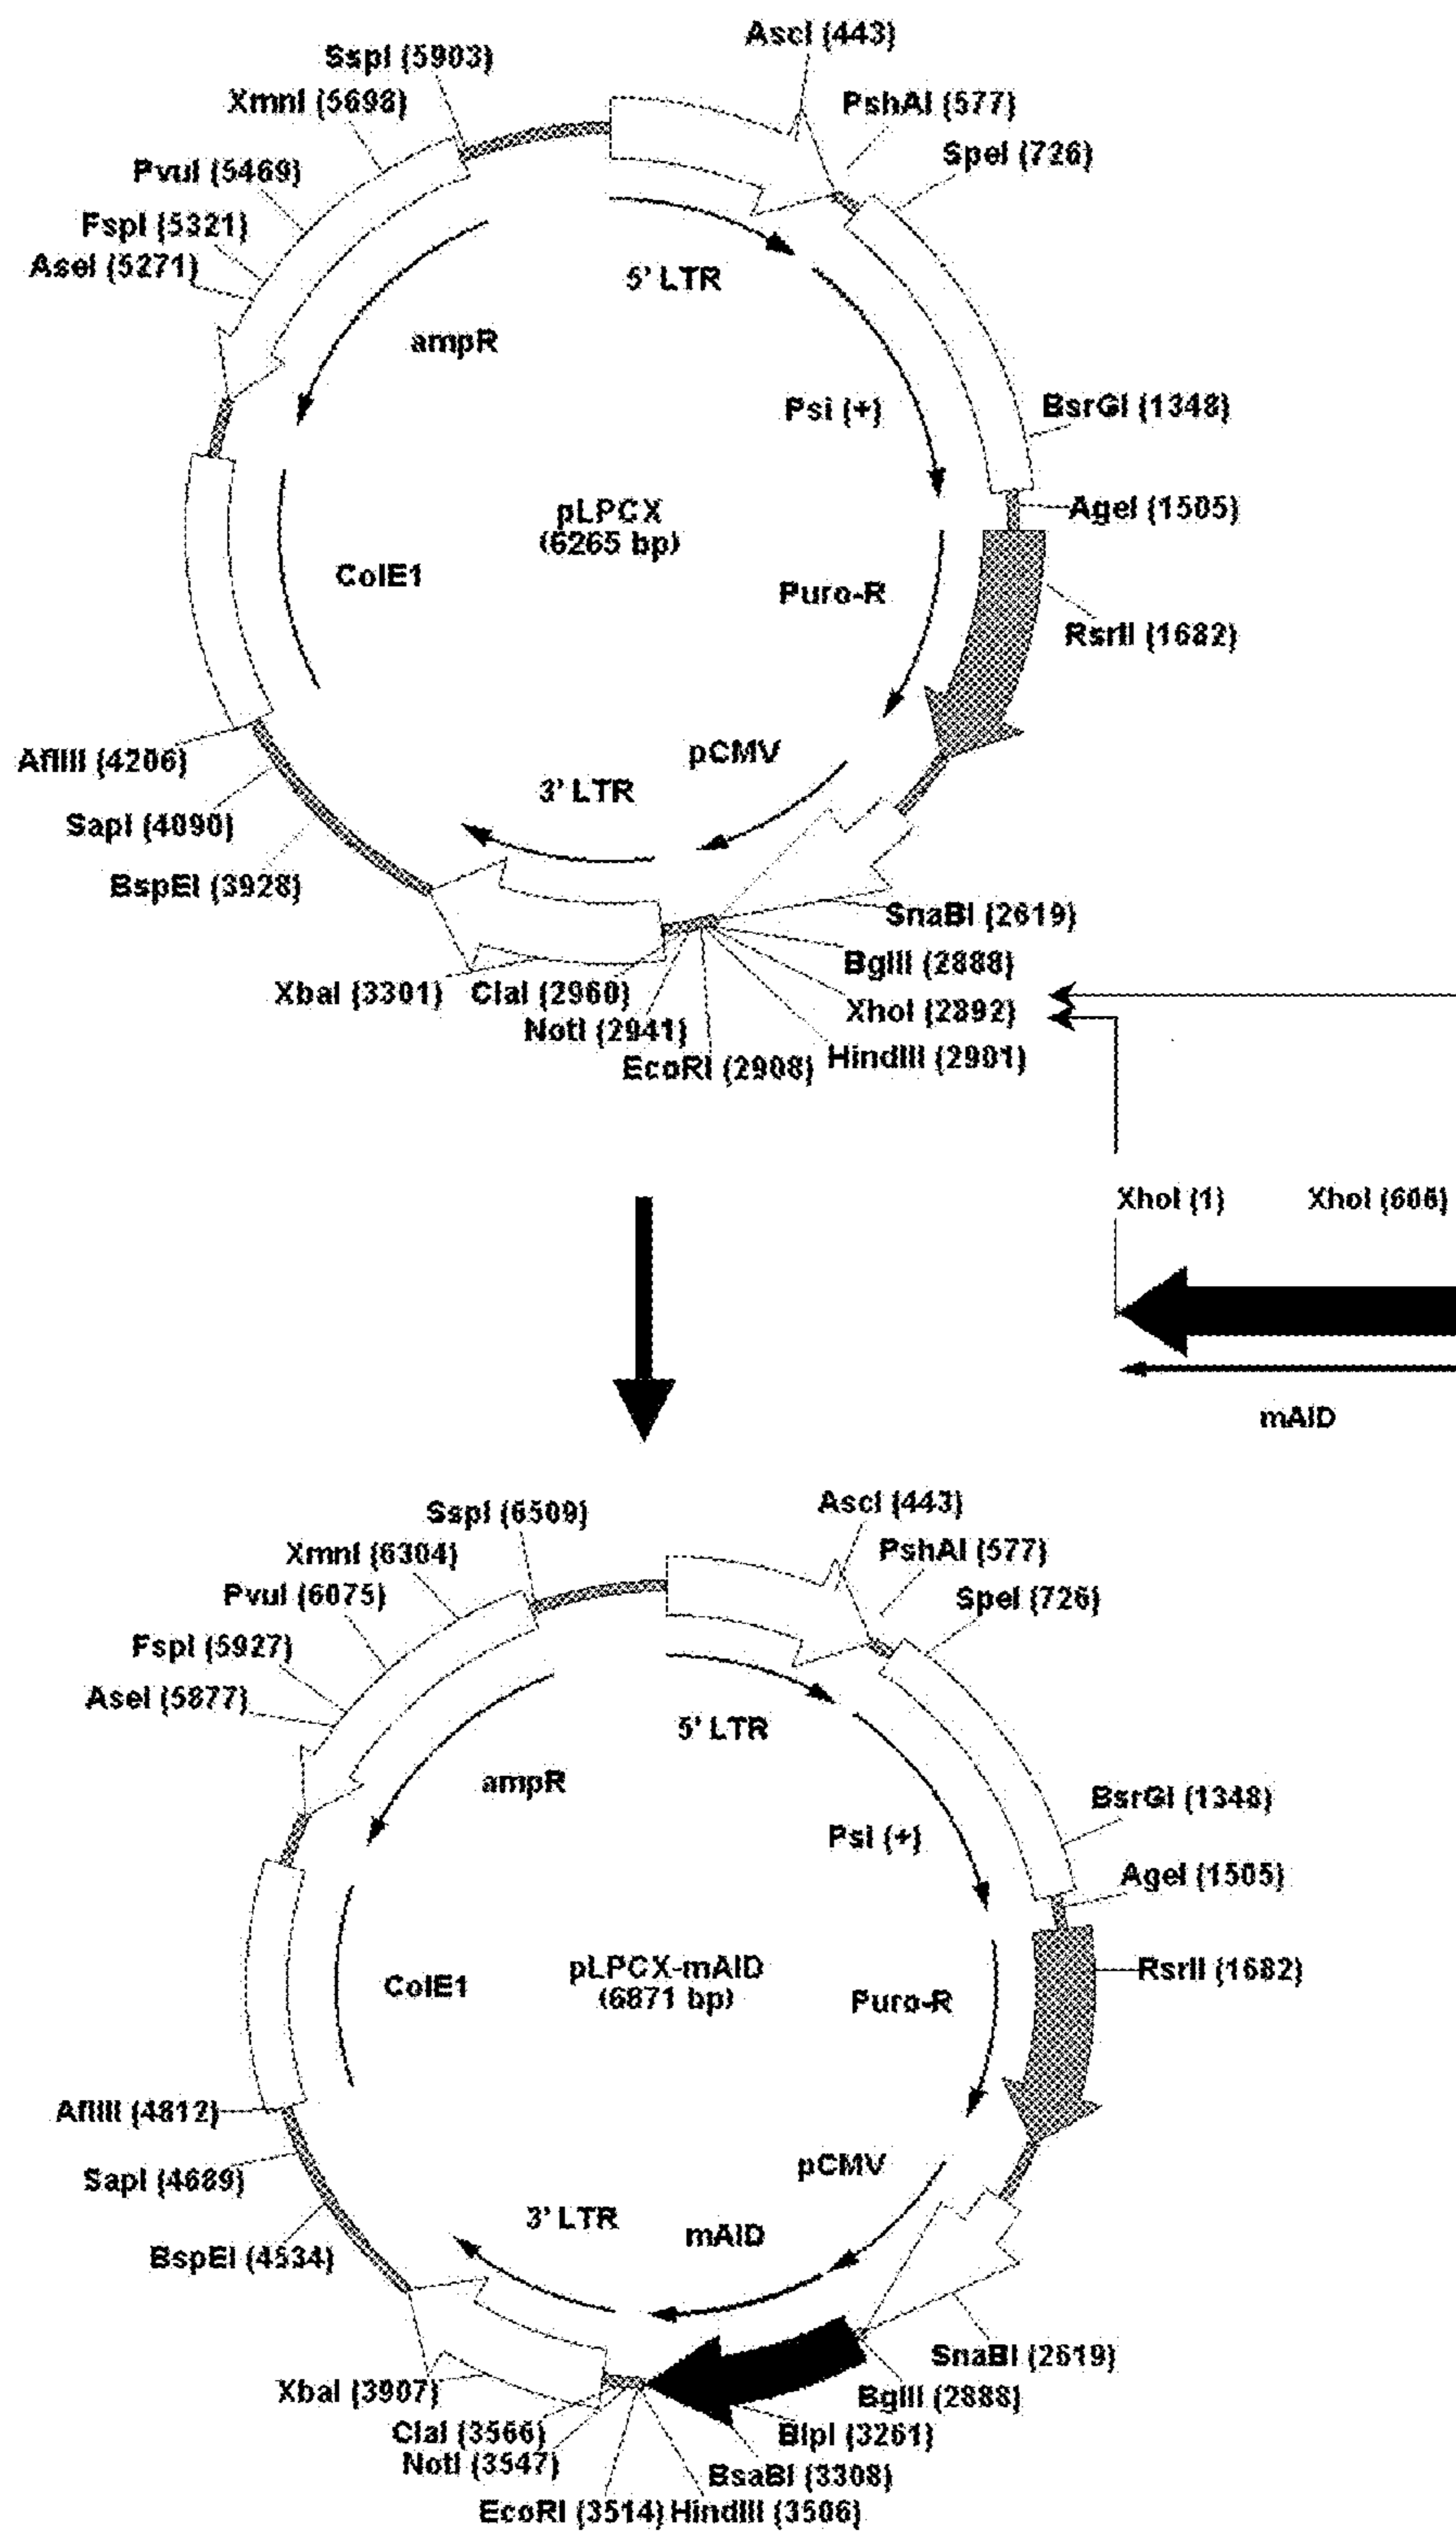 AscI (443)
SspI (5903)
XmnI (5698)
PshAI (577)
SpeI (726)
PvuI (5469)
FspI (5321)
AseI (5271)
5' LTR
ampR
Psi (+)
BsrGI (1348)
AgeI (1505)
pLPCX
(6265 bp)
ColE1
Puro-R
RsrII (1682)
pCMV
3' LTR
AflIII (4206)
SapI (4090)
BspEI (3928)
SnaBI (2619)
BglII (2888)
XbaI (3301)
ClaI (2960)
XhoI (2892)
NotI (2941)
HindIII (2901)
EcoRI (2908)
XhoI (1)
XhoI (606)
mAID
AscI (443)
SspI (6509)
PshAI (577)
XmnI (6304)
SpeI (726)
PvuI (6075)
FspI (5927)
AseI (5877)
5' LTR
ampR
BsrGI (1348)
Psi (+)
AgeI (1505)
pLPCX-mAID
(6871 bp)
RsrII (1682)
ColE1
Puro-R
AflIII (4812)
pCMV
SapI (4689)
3' LTR
mAID
BspEI (4534)
SnaBI (2619)
XbaI (3907)
BglII (2888)
ClaI (3566)
BlpI (3261)
NotI (3547)
BsaBI (3308)
EcoRI (3514)
HindIII (3506)